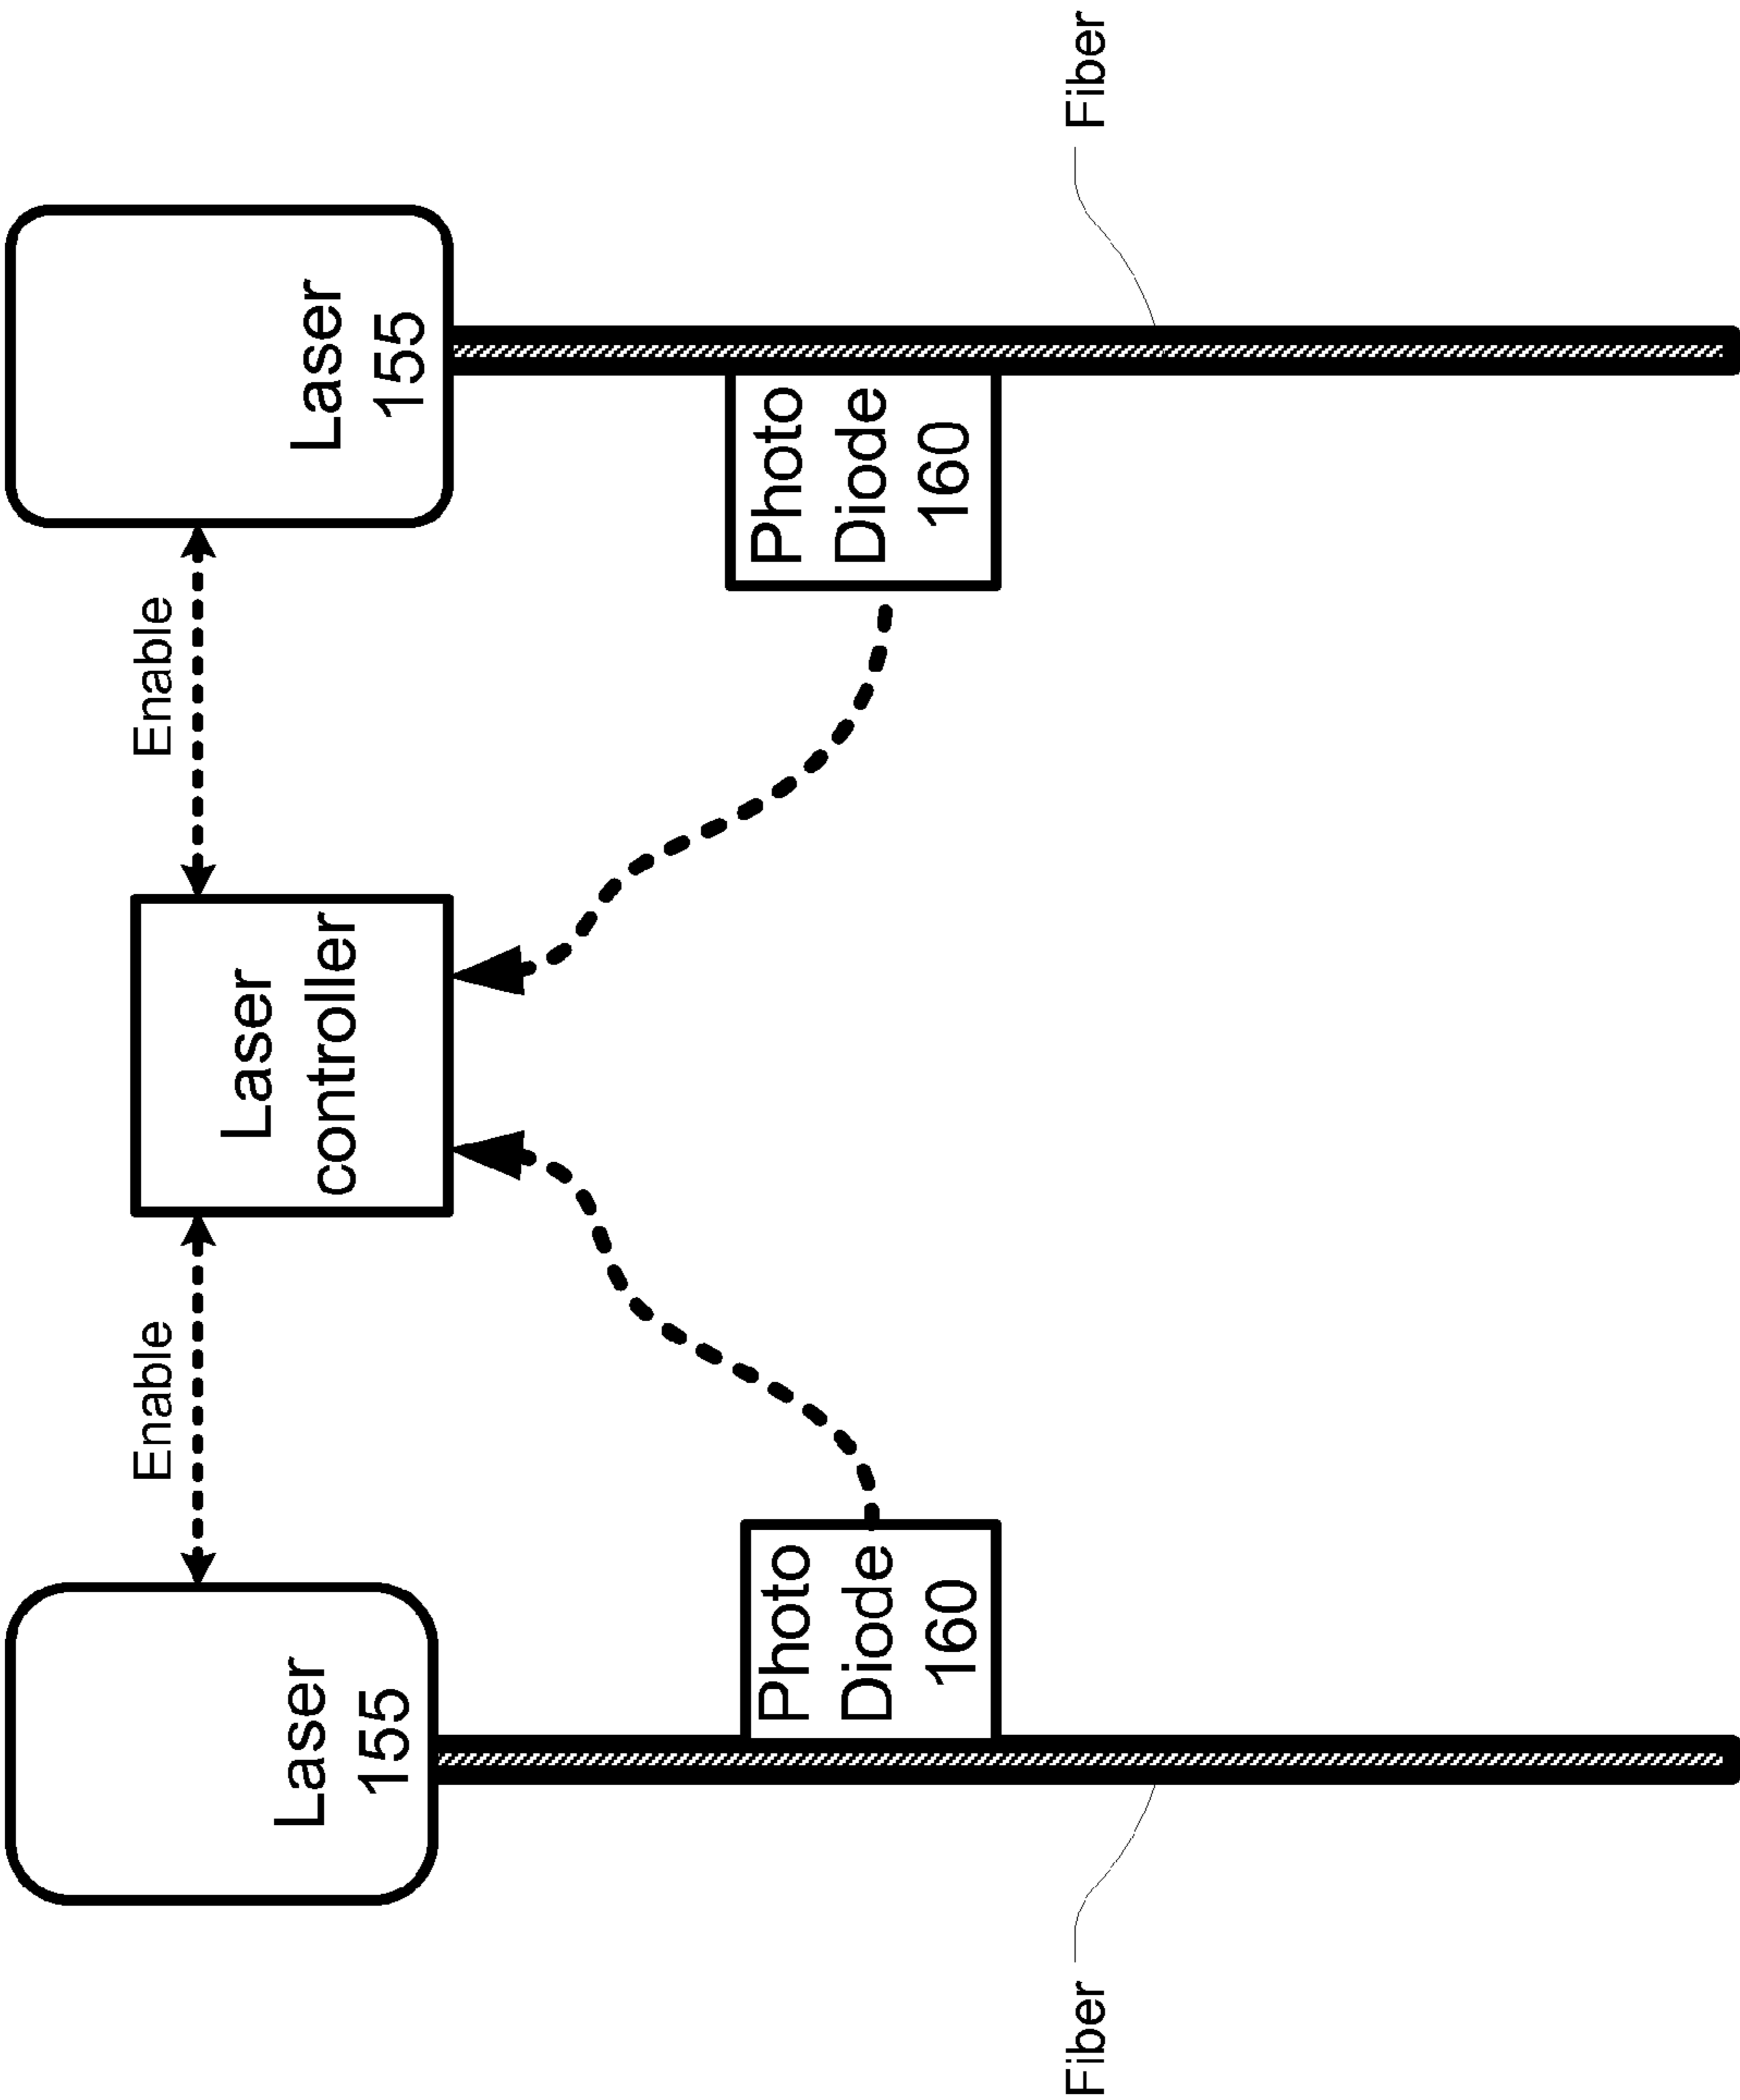 Laser
155
Enable
Laser
controller
Enable
Laser
155
Photo
Diode
160
Photo
Diode
160
Fiber
Fiber